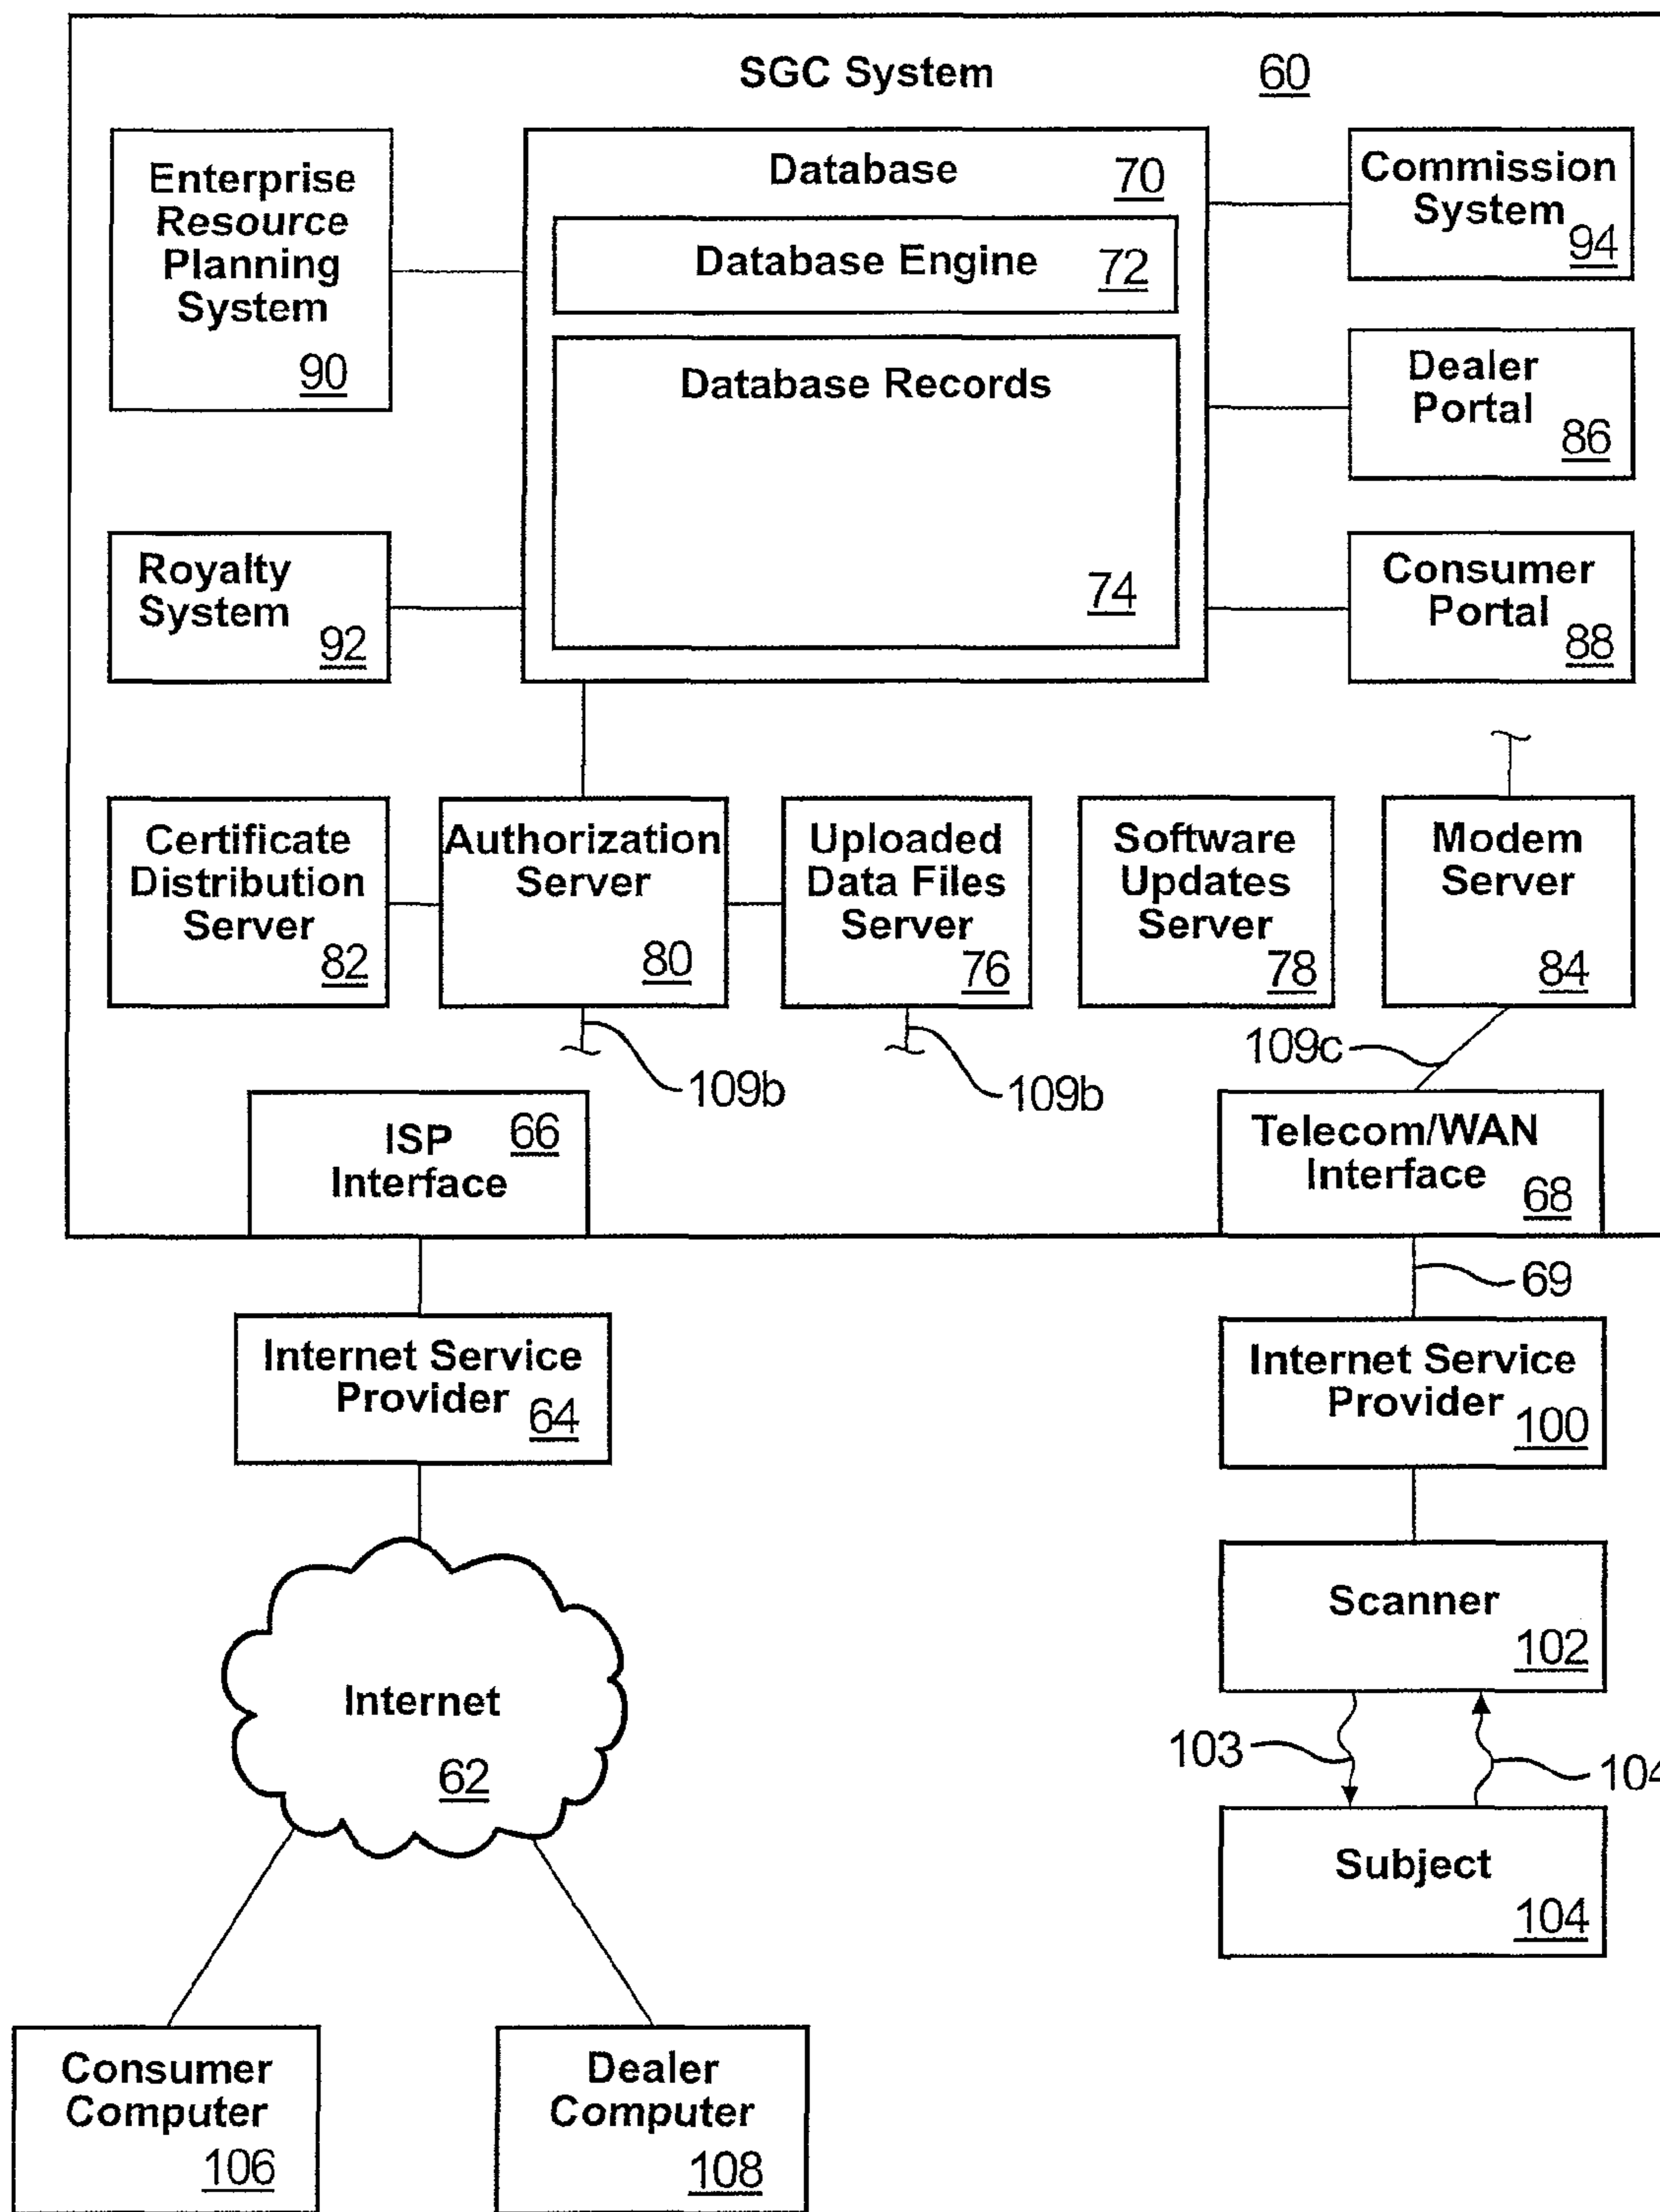 SGC System 60
Enterprise
Resource
Planning
System
90
Database 70
Database Engine 72
Database Records
74
Commission
System
94
Dealer
Portal
86
Royalty
System
92
Consumer
Portal
88
Certificate
Distribution
Server
82
Authorization
Server
80
Uploaded
Data Files
Server
76
Software
Updates
Server
78
Modem
Server
84
109b
109b
109c
ISP 66
Interface
Telecom/WAN
Interface
68
69
Internet Service
Provider
64
Internet Service
Provider
100
Scanner
102
Internet
62
103
104
Subject
104
Consumer
Computer
106
Dealer
Computer
108